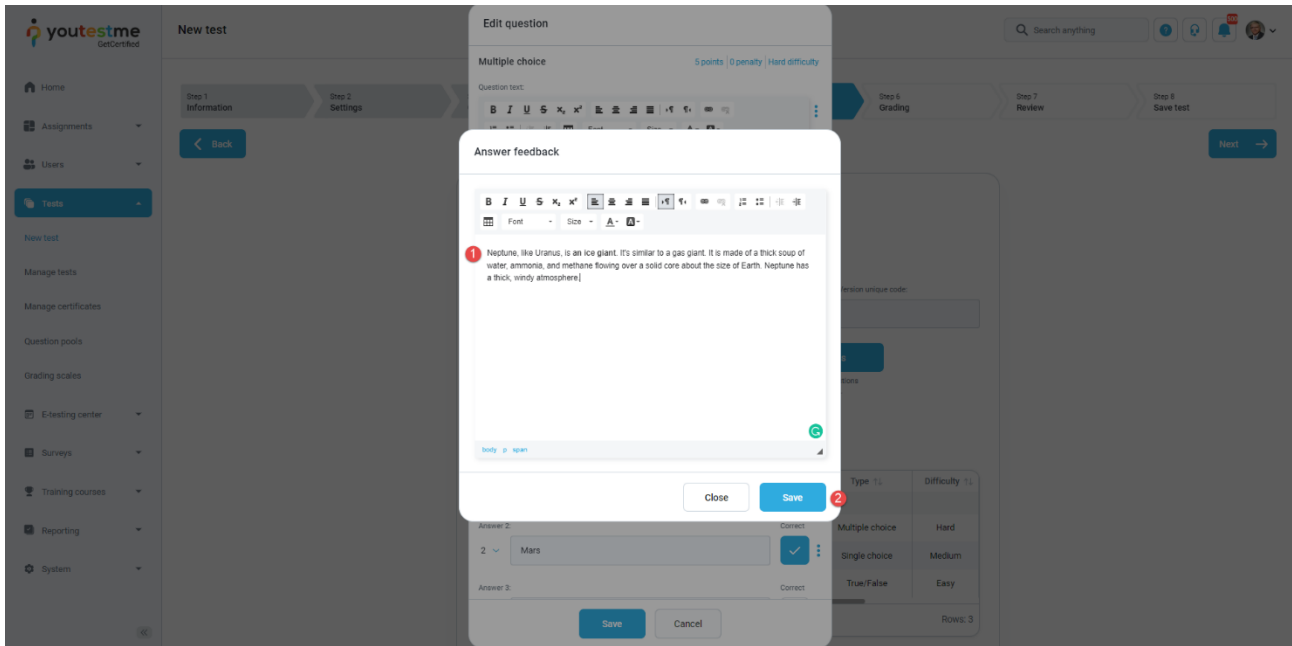 youtestme
GetCertified
New test
Search anything
Home
Assignments
Users
Tests
New test
Manage tests
Manage certificates
Question pools
Grading scales
E-testing center
Surveys
Training courses
Reporting
System
Step 1
Information
Step 2
Settings
Step 6
Grading
Step 7
Review
Step 8
Save test
Back
Next
Edit question
Multiple choice
5 points | 0 penalty | Hard difficulty
Question text:
Answer feedback
Font
Size
1
Neptune, like Uranus, is an ice giant. It's similar to a gas giant. It is made of a thick soup of
water, ammonia, and methane flowing over a solid core about the size of Earth. Neptune has
a thick, windy atmosphere
body p span
Close
Save
2
Answer 2:
Correct
2
Mars
Answer 3:
Correct
Save
Cancel
Version unique code:
Type
Difficulty
Multiple choice
Hard
Single choice
Medium
True/False
Easy
Rows: 3